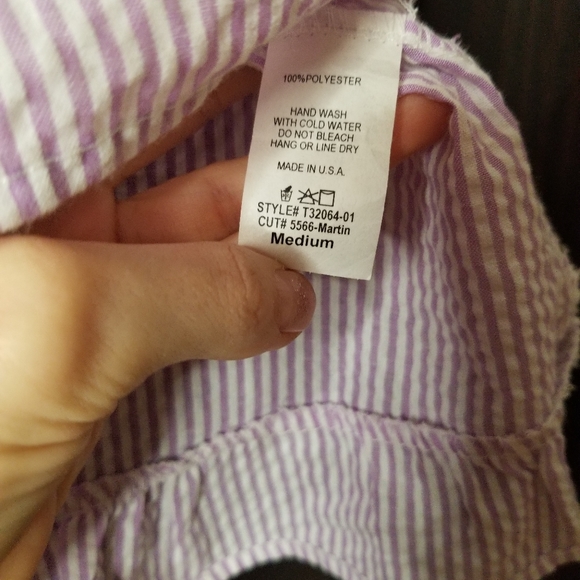 100%POLYESTER
HAND WASH
WITH COLD WATER
DO NOT BLEACH
HANG OR LINE DRY
MADE IN U.S.A.
STYLE# T32064-01
CUT# 5566-Martin
Medium